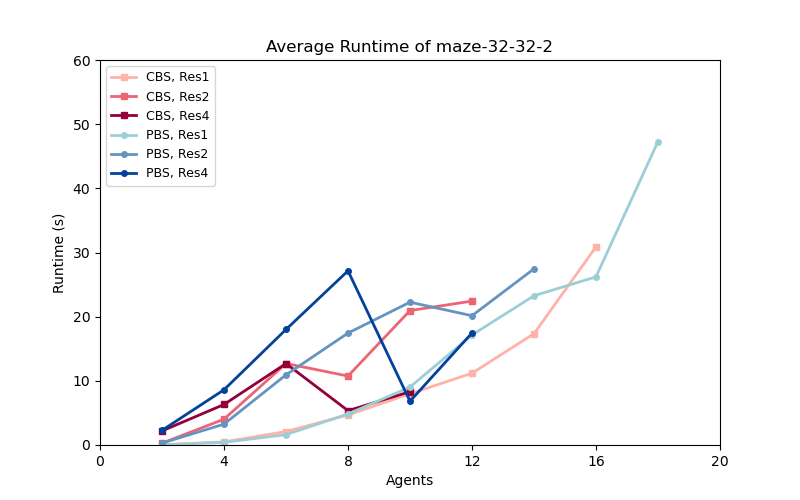 Average Runtime of maze-32-32-2
60
50
40
30
20
10
0
Runtime (s)
CBS, Res1
CBS, Res2
CBS, Res4
PBS, Res1
PBS, Res2
PBS, Res4
0 4 8 12 16 20
Agents